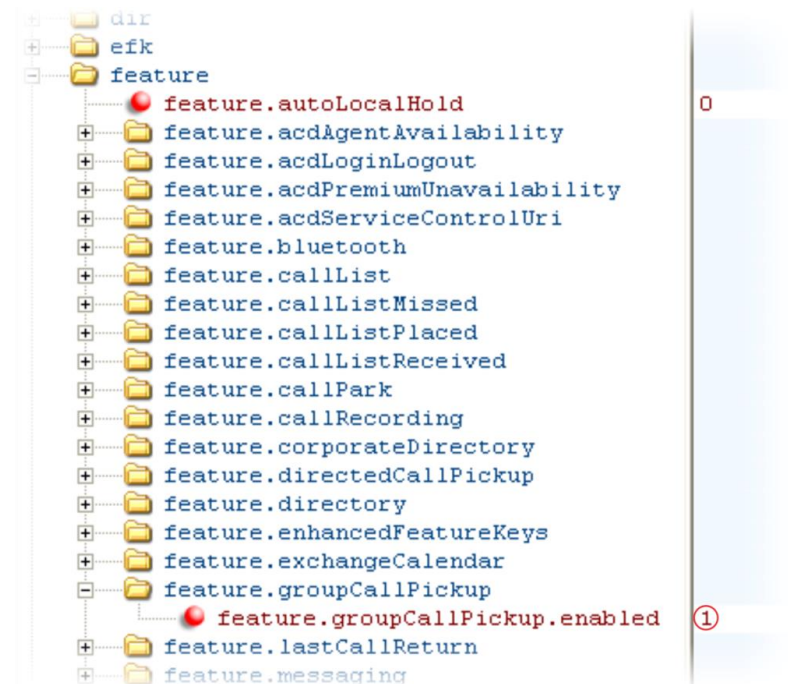 dir
efk
feature
feature.autoLocalHold 0
feature.acdAgentAvailability
feature.acdLoginLogout
feature.acdPremiumUnavailability
feature.acdServiceControlUri
feature.bluetooth
feature.callList
feature.callListMissed
feature.callListPlaced
feature.callListReceived
feature.callPark
feature.callRecording
feature.corporateDirectory
feature.directedCallPickup
feature.directory
feature.enhancedFeatureKeys
feature.exchangeCalendar
feature.groupCallPickup
feature.groupCallPickup.enabled ①
feature.lastCallReturn
feature.messaging